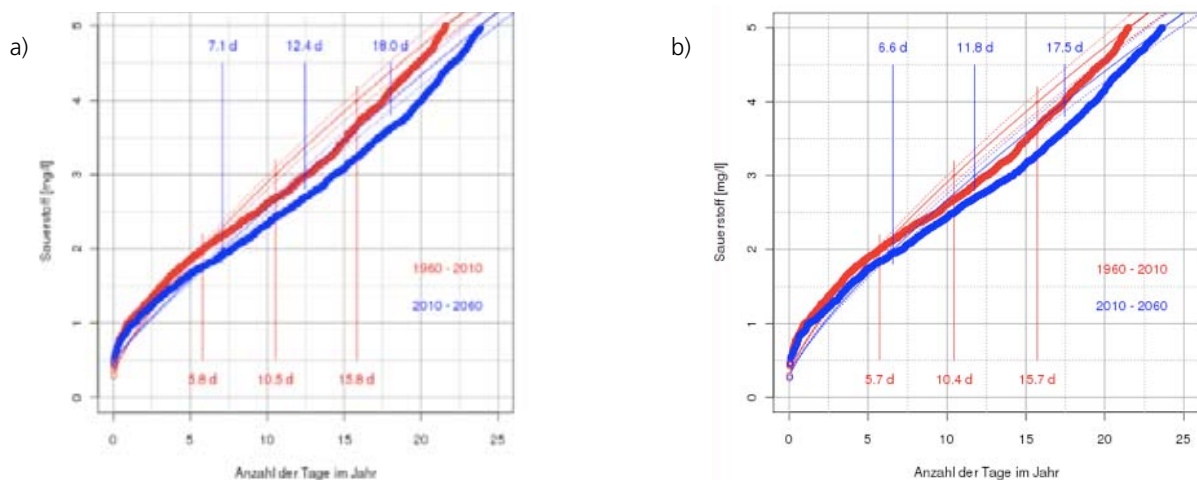 a)
7.1 d 12.4 d 18.0 d
Sauerstoff [mg/l]
5
4
3
2
1
0
1960 - 2010
2010 - 2060
5.8 d 10.5 d 15.8 d
0 5 10 15 20 25
Anzahl der Tage im Jahr
b)
6.6 d 11.8 d 17.5 d
Sauerstoff [mg/l]
5
4
3
2
1
0
1960 - 2010
2010 - 2060
5.7 d 10.4 d 15.7 d
0 5 10 15 20 25
Anzahl der Tage im Jahr